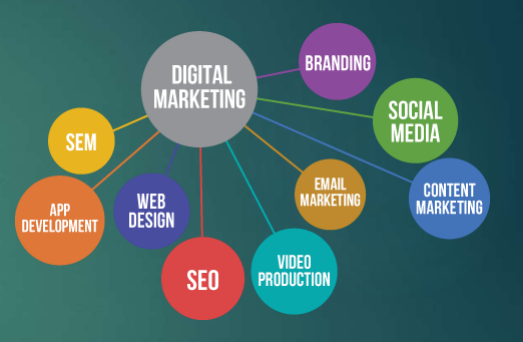 DIGITAL
MARKETING
BRANDING
SOCIAL
MEDIA
SEM
CONTENT
MARKETING
EMAIL
MARKETING
APP
DEVELOPMENT
WEB
DESIGN
SEO
VIDEO
PRODUCTION